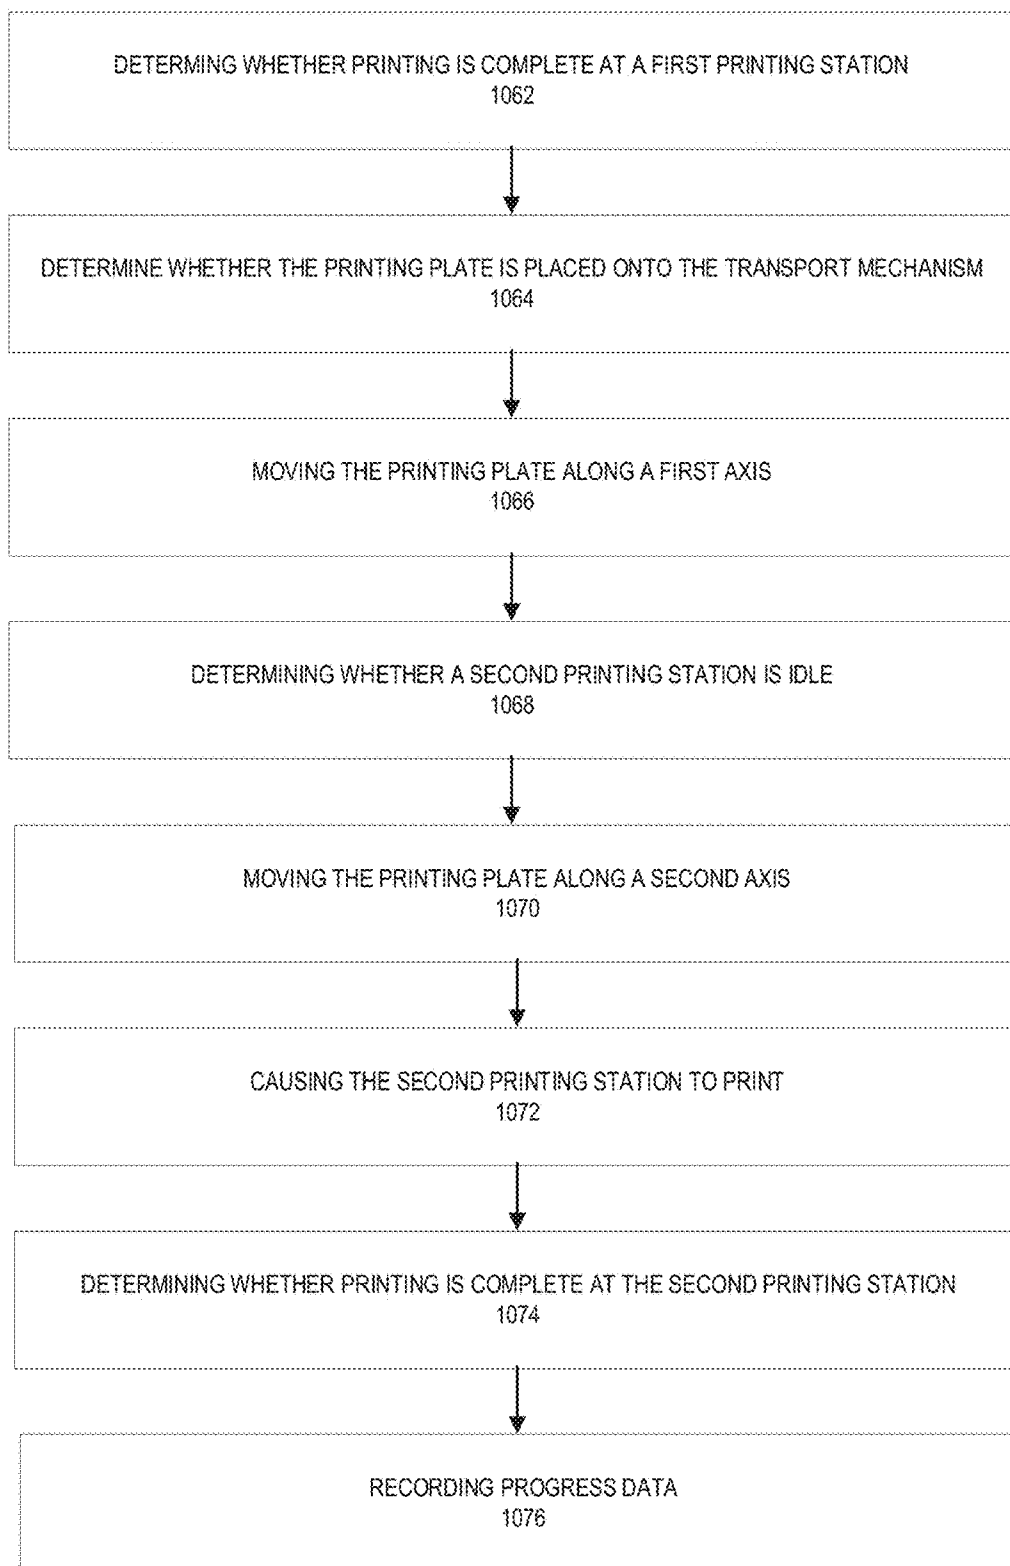 DETERMING WHETHER PRINTING IS COMPLETE AT A FIRST PRINTING STATION
1062
DETERMINE WHETHER THE PRINTING PLATE IS PLACED ONTO THE TRANSPORT MECHANISM
1064
MOVING THE PRINTING PLATE ALONG A FIRST AXIS
1066
DETERMINING WHETHER A SECOND PRINTING STATION IS IDLE
1068
MOVING THE PRINTING PLATE ALONG A SECOND AXIS
1070
CAUSING THE SECOND PRINTING STATION TO PRINT
1072
DETERMINING WHETHER PRINTING IS COMPLETE AT THE SECOND PRINTING STATION
1074
RECORDING PROGRESS DATA
1076